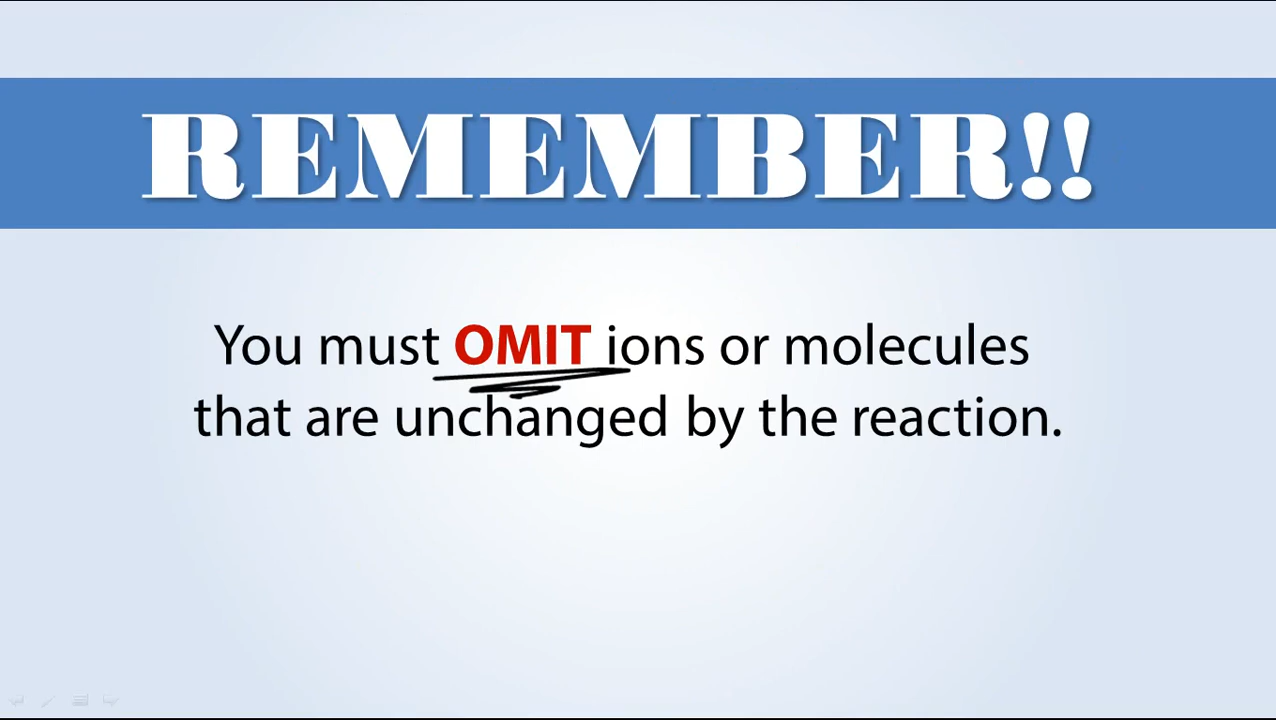 REMEMBER!!
You must OMIT ions or molecules
that are unchanged by the reaction.